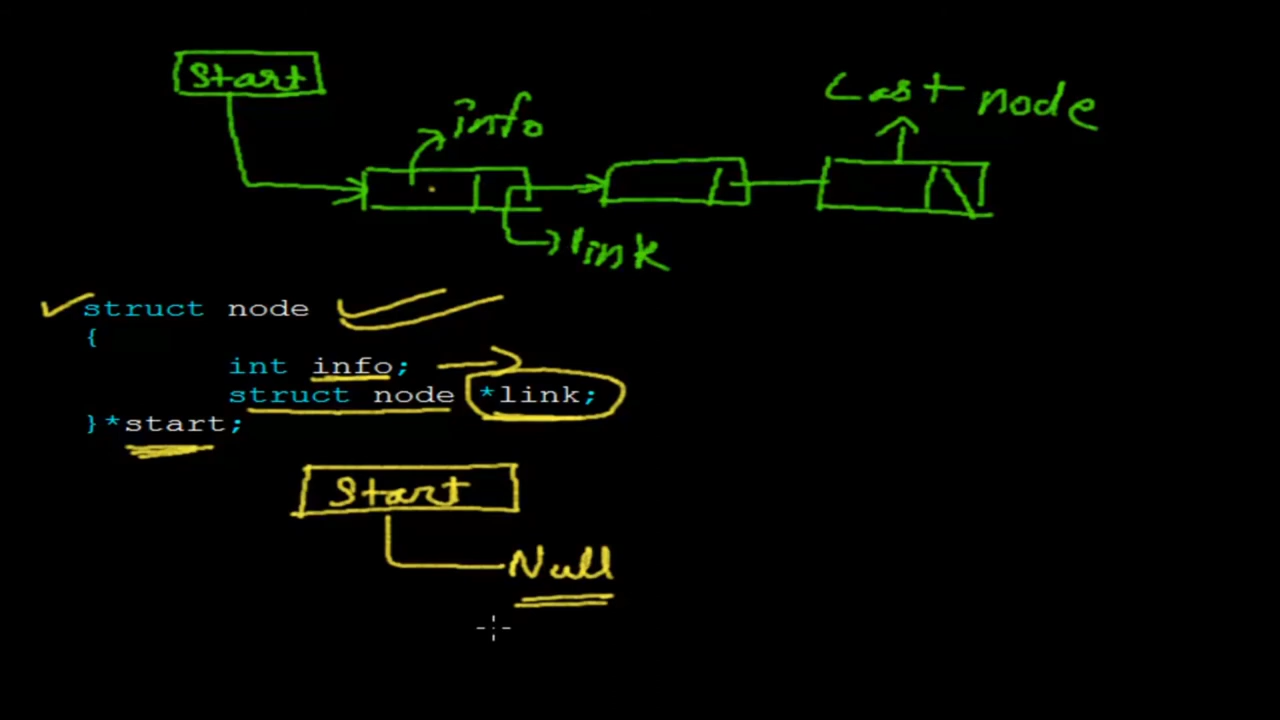 Start
info
Last node
link
struct node
{
int info;
struct node *link;
}*start;
Start
Null